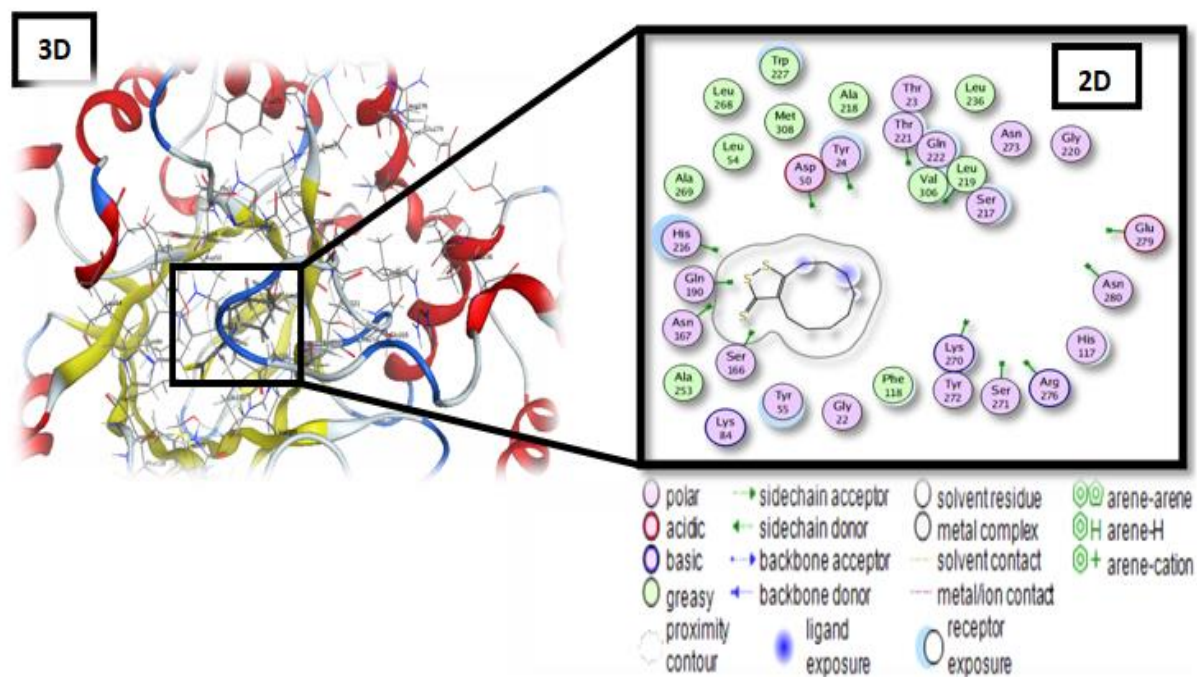 3D
2D
Trp
227
Leu
268
Ala
218
Thr
23
Leu
236
Met
308
Thr
221
Gln
222
Asn
273
Gly
220
Leu
54
Tyr
24
Asp
50
Val
306
Leu
219
Ala
269
Ser
217
His
216
Glu
279
Gln
190
Asn
280
Asn
167
Ser
166
Lys
270
His
117
Ala
253
Phe
118
Tyr
272
Ser
271
Arg
276
Tyr
55
Gly
22
Lys
84
S
S
S
polar
acidic
basic
greasy
proximity
contour
sidechain acceptor
sidechain donor
backbone acceptor
backbone donor
ligand
exposure
solvent residue
metal complex
solvent contact
metal/ion contact
receptor
exposure
arene-arene
H arene-H
+ arene-cation